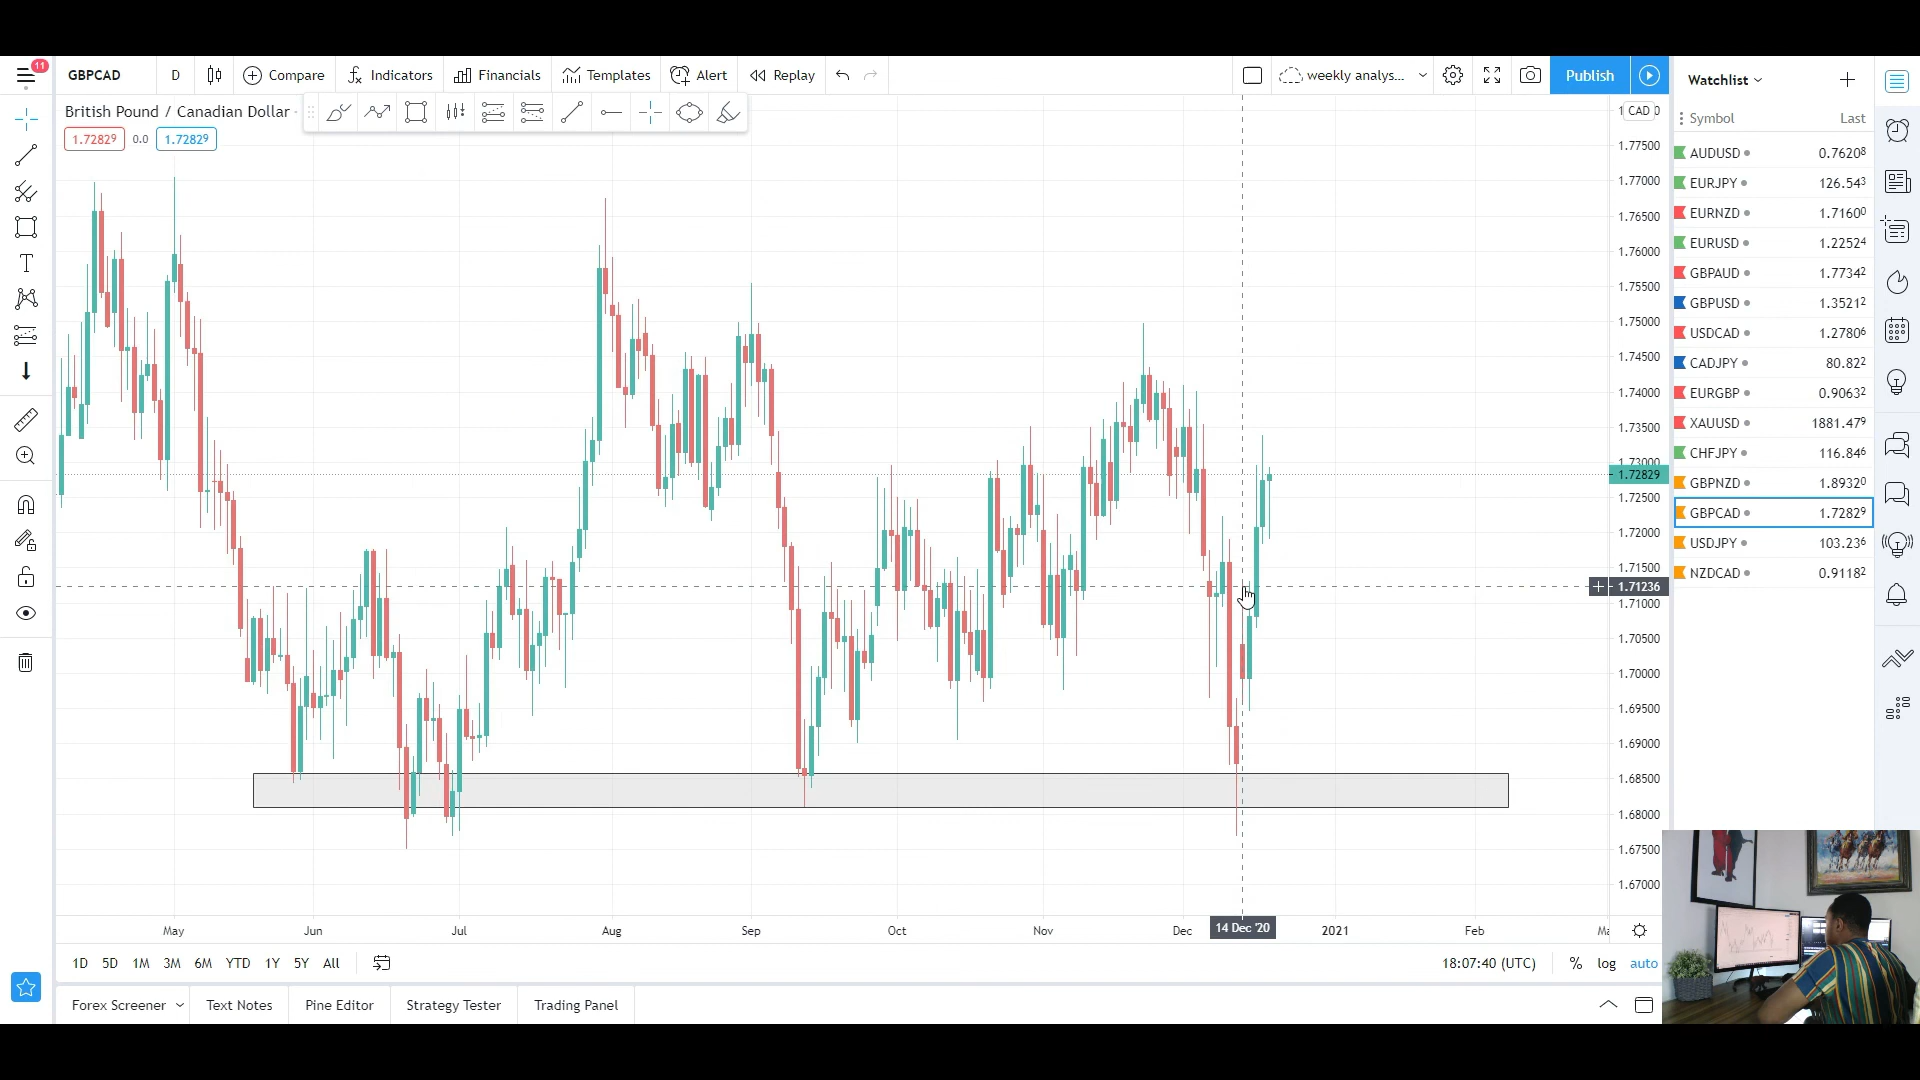 11
GBPCAD D Compare Indicators Financials Templates Alert Replay weekly analys... Publish
British Pound / Canadian Dollar
1.72829 0.0 1.72829
CAD
1.77500
1.77000
1.76500
1.76000
1.75500
1.75000
1.74500
1.74000
1.73500
1.73000
1.72829
1.72500
1.72000
1.71500
1.71236
1.71000
1.70500
1.70000
1.69500
1.69000
1.68500
1.68000
1.67500
1.67000
May Jun Jul Aug Sep Oct Nov Dec 14 Dec '20 2021 Feb
1D 5D 1M 3M 6M YTD 1Y 5Y All 18:07:40 (UTC) % log auto
Forex Screener Text Notes Pine Editor Strategy Tester Trading Panel
Watchlist
Symbol Last
AUDUSD 0.76208
EURJPY 126.543
EURNZD 1.71600
EURUSD 1.22524
GBPAUD 1.77342
GBPUSD 1.35212
USDCAD 1.27806
CADJPY 80.822
EURGBP 0.90632
XAUUSD 1881.479
CHFJPY 116.846
GBPNZD 1.89320
GBPCAD 1.72829
USDJPY 103.236
NZDCAD 0.91182